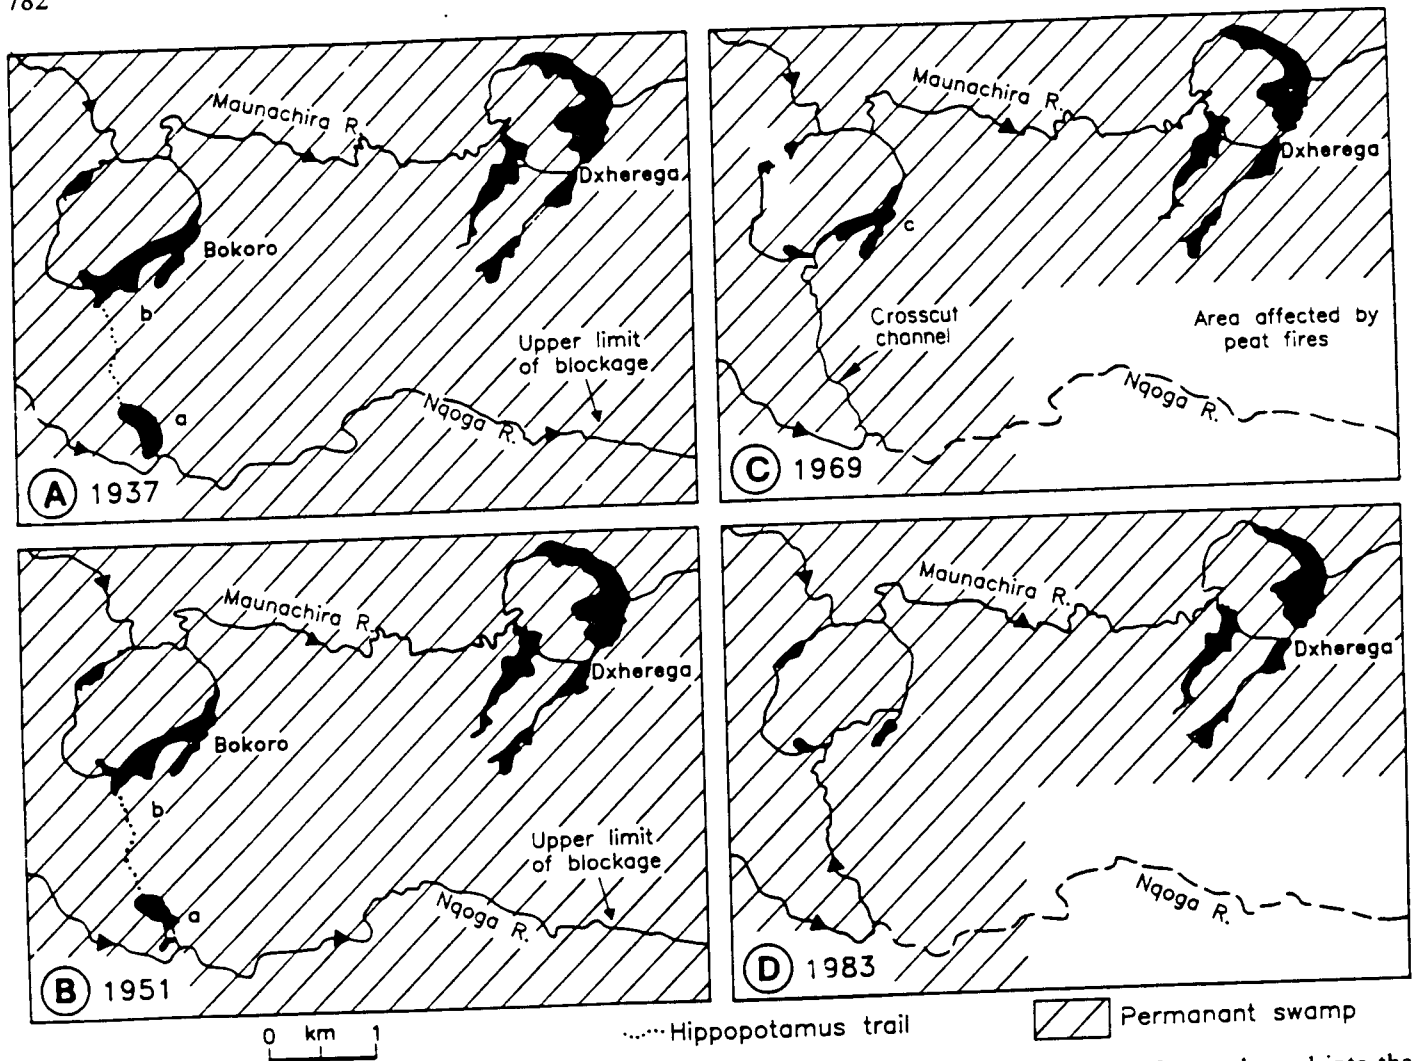 782
Maunachira R.
Dxherega
Bokoro
b
a
Upper limit
of blockage
Nqoga R.
A 1937
Maunachira R.
Dxherega
c
Crosscut
channel
Area affected by
peat fires
Nqoga R.
C 1969
Maunachira R.
Dxherega
Bokoro
b
a
Upper limit
of blockage
Nqoga R.
B 1951
Maunachira R.
Dxherega
Nqoga R.
D 1983
0 km 1
Hippopotamus trail
Permanant swamp